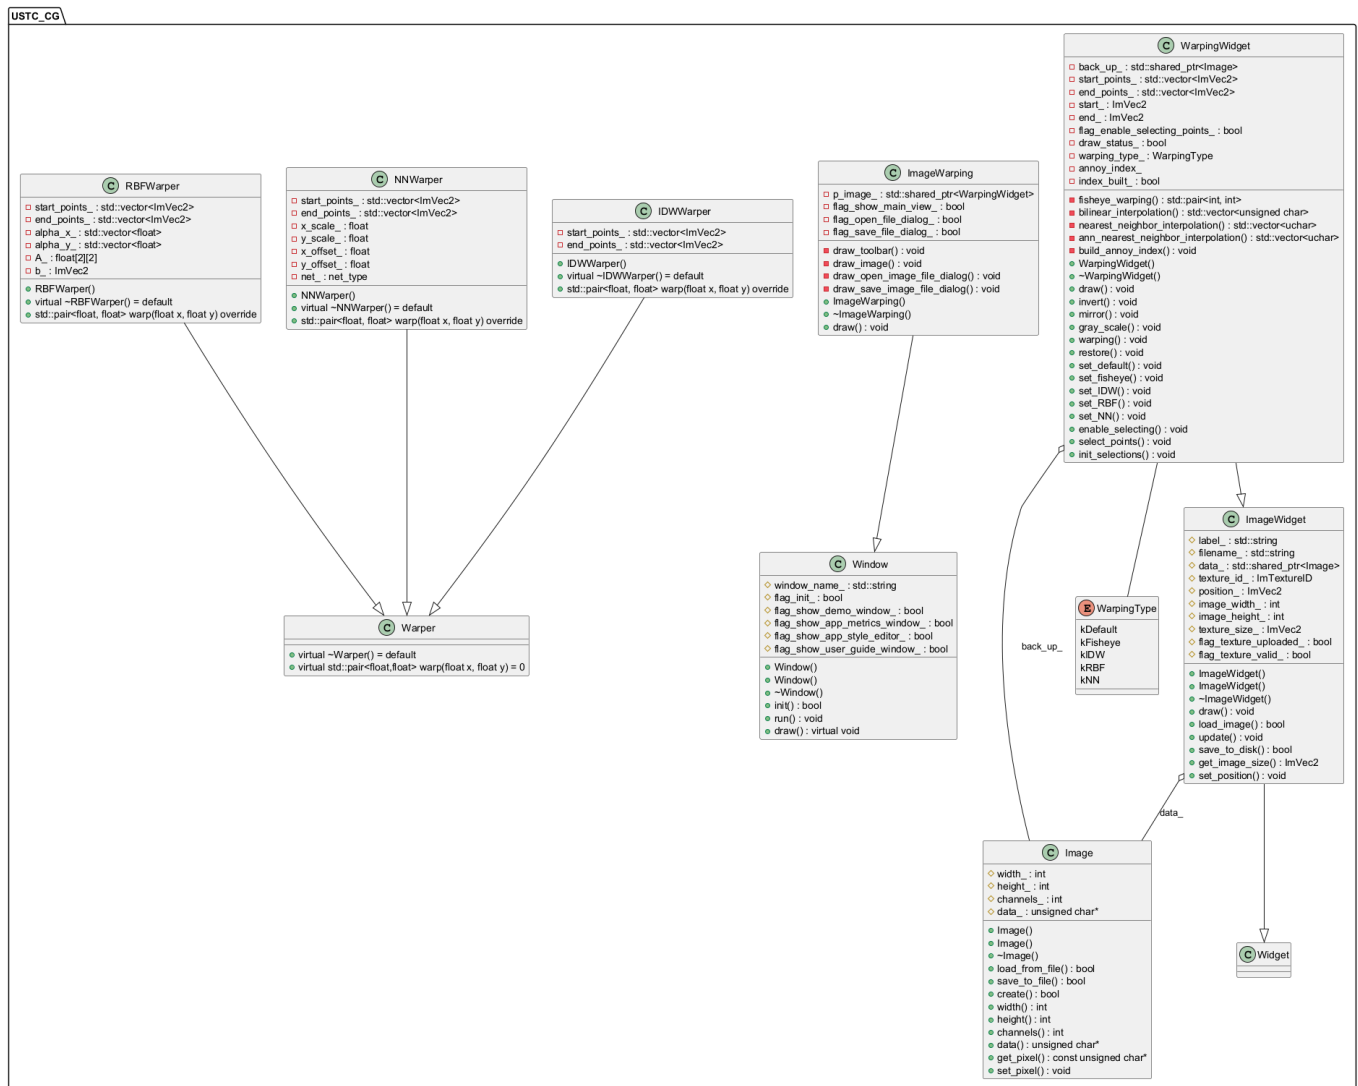 USTC_CG
RBFWarper
start_points_ : std::vector<ImVec2>
end_points_ : std::vector<ImVec2>
alpha_x_ : std::vector<float>
alpha_y_ : std::vector<float>
A_ : float[2][2]
b_ : ImVec2
RBFWarper()
virtual ~RBFWarper() = default
std::pair<float, float> warp(float x, float y) override
NNWarper
start_points_ : std::vector<ImVec2>
end_points_ : std::vector<ImVec2>
x_scale_ : float
y_scale_ : float
x_offset_ : float
y_offset_ : float
net_ : net_type
NNWarper()
virtual ~NNWarper() = default
std::pair<float, float> warp(float x, float y) override
IDWWarper
start_points_ : std::vector<ImVec2>
end_points_ : std::vector<ImVec2>
IDWWarper()
virtual ~IDWWarper() = default
std::pair<float, float> warp(float x, float y) override
ImageWarping
p_image_ : std::shared_ptr<WarpingWidget>
flag_show_main_view_ : bool
flag_open_file_dialog_ : bool
flag_save_file_dialog_ : bool
draw_toolbar() : void
draw_image() : void
draw_open_image_file_dialog() : void
draw_save_image_file_dialog() : void
ImageWarping()
~ImageWarping()
draw() : void
WarpingWidget
back_up_ : std::shared_ptr<Image>
start_points_ : std::vector<ImVec2>
end_points_ : std::vector<ImVec2>
start_ : ImVec2
end_ : ImVec2
flag_enable_selecting_points_ : bool
draw_status_ : bool
warping_type_ : WarpingType
annoy_index_
index_built_ : bool
fisheye_warping() : std::pair<int, int>
bilinear_interpolation() : std::vector<unsigned char>
nearest_neighbor_interpolation() : std::vector<uchar>
ann_nearest_neighbor_interpolation() : std::vector<uchar>
build_annoy_index() : void
WarpingWidget()
~WarpingWidget()
draw() : void
invert() : void
mirror() : void
gray_scale() : void
warping() : void
restore() : void
set_default() : void
set_fisheye() : void
set_IDW() : void
set_RBF() : void
set_NN() : void
enable_selecting() : void
select_points() : void
init_selections() : void
Warper
virtual ~Warper() = default
virtual std::pair<float,float> warp(float x, float y) = 0
Window
window_name_ : std::string
flag_init_ : bool
flag_show_demo_window_ : bool
flag_show_app_metrics_window_ : bool
flag_show_app_style_editor_ : bool
flag_show_user_guide_window_ : bool
Window()
Window()
~Window()
init() : bool
run() : void
draw() : virtual void
back_up_
E WarpingType
kDefault
kFisheye
kIDW
kRBF
kNN
ImageWidget
label_ : std::string
filename_ : std::string
data_ : std::shared_ptr<Image>
texture_id_ : ImTextureID
position_ : ImVec2
image_width_ : int
image_height_ : int
texture_size_ : ImVec2
flag_texture_uploaded_ : bool
flag_texture_valid_ : bool
ImageWidget()
ImageWidget()
~ImageWidget()
draw() : void
load_image() : bool
update() : void
save_to_disk() : bool
get_image_size() : ImVec2
set_position() : void
data_
Image
width_ : int
height_ : int
channels_ : int
data_ : unsigned char*
Image()
Image()
~Image()
load_from_file() : bool
save_to_file() : bool
create() : bool
width() : int
height() : int
channels() : int
data() : unsigned char*
get_pixel() : const unsigned char*
set_pixel() : void
Widget